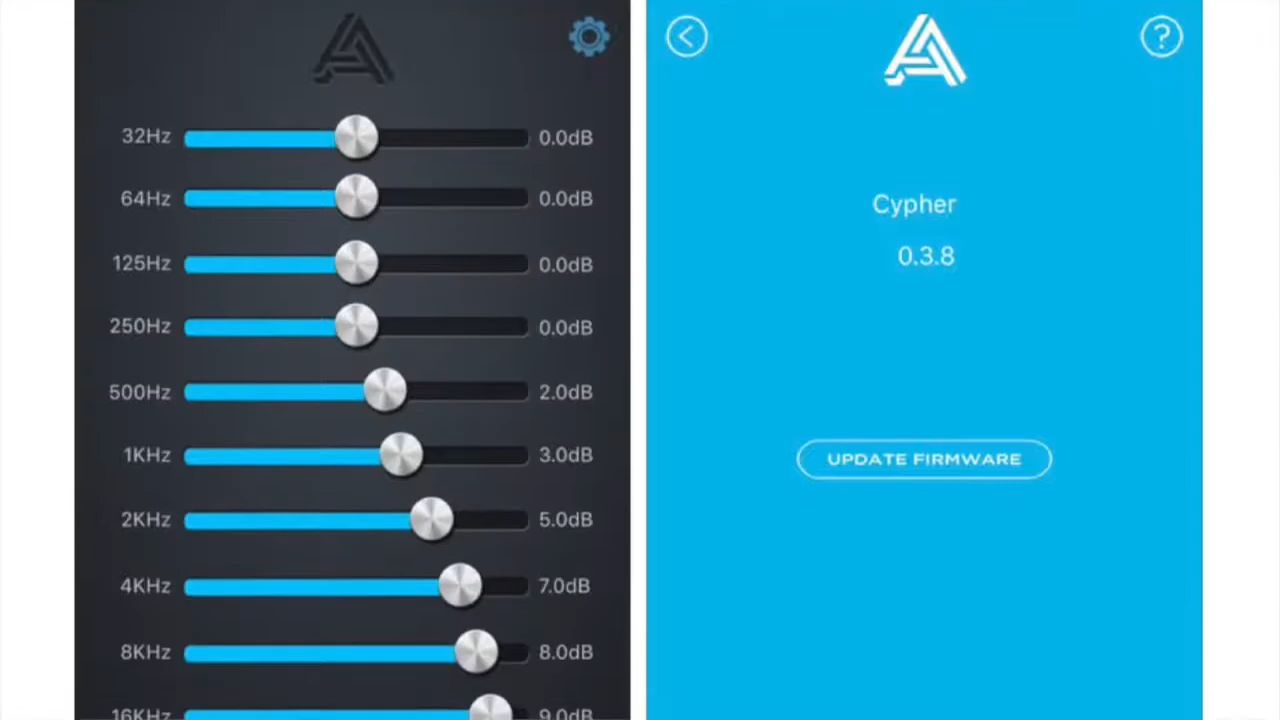 32Hz 0.0dB
64Hz 0.0dB
125Hz 0.0dB
250Hz 0.0dB
500Hz 2.0dB
1KHz 3.0dB
2KHz 5.0dB
4KHz 7.0dB
8KHz 8.0dB
16KHz 9.0dB
?
Cypher
0.3.8
UPDATE FIRMWARE